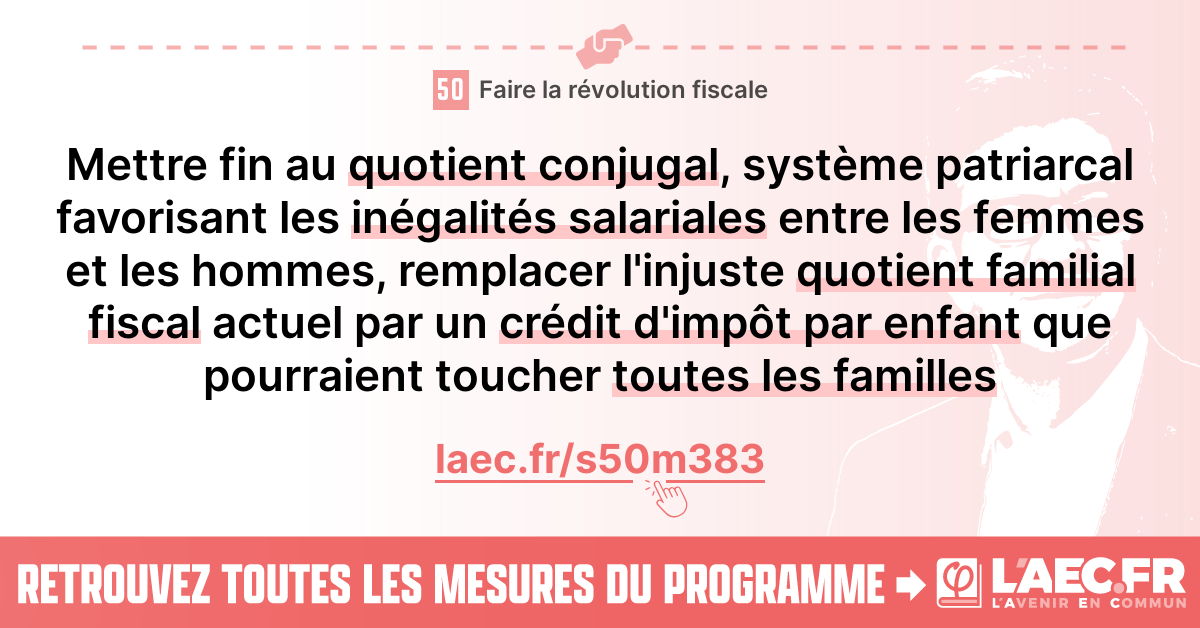 50 Faire la révolution fiscale
Mettre fin au quotient conjugal, système patriarcal
favorisant les inégalités salariales entre les femmes
et les hommes, remplacer l'injuste quotient familial
fiscal actuel par un crédit d'impôt par enfant que
pourraient toucher toutes les familles
laec.fr/s50m383
RETROUVEZ TOUTES LES MESURES DU PROGRAMME
L'AEC.FR
L'AVENIR EN COMMUN